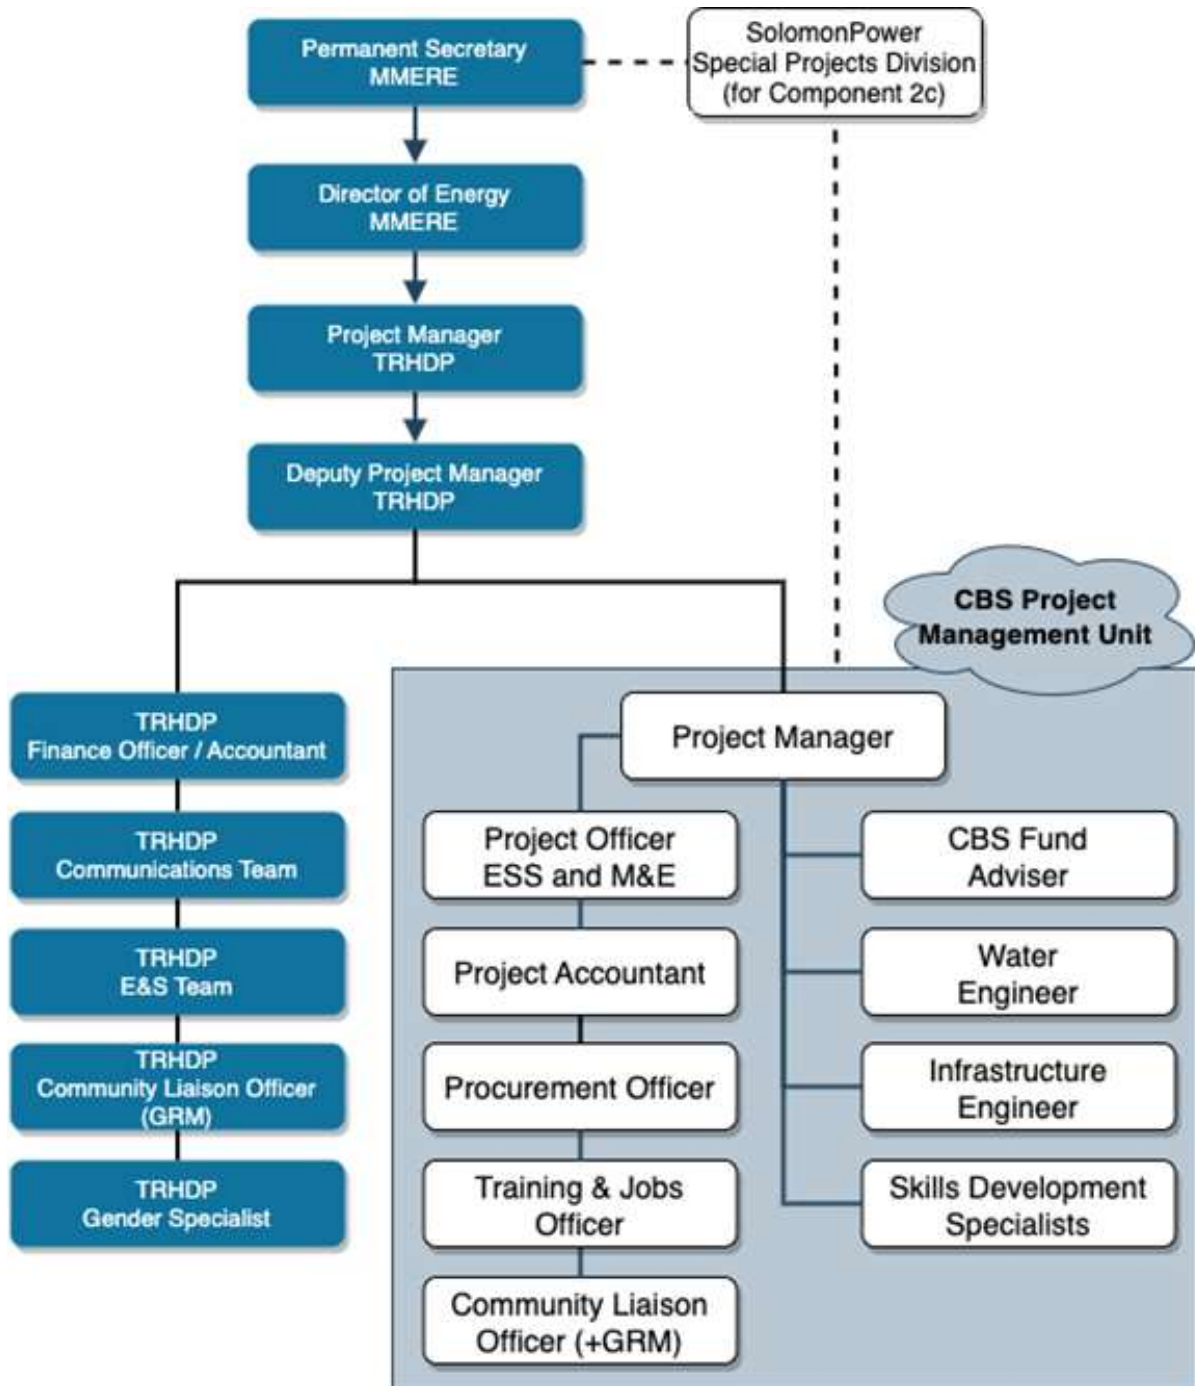 Permanent Secretary
MMERE
SolomonPower
Special Projects Division
(for Component 2c)
Director of Energy
MMERE
Project Manager
TRHDP
Deputy Project Manager
TRHDP
CBS Project
Management Unit
TRHDP
Finance Officer / Accountant
TRHDP
Communications Team
TRHDP
E&S Team
TRHDP
Community Liaison Officer
(GRM)
TRHDP
Gender Specialist
Project Manager
Project Officer
ESS and M&E
Project Accountant
Procurement Officer
Training & Jobs
Officer
Community Liaison
Officer (+GRM)
CBS Fund
Adviser
Water
Engineer
Infrastructure
Engineer
Skills Development
Specialists